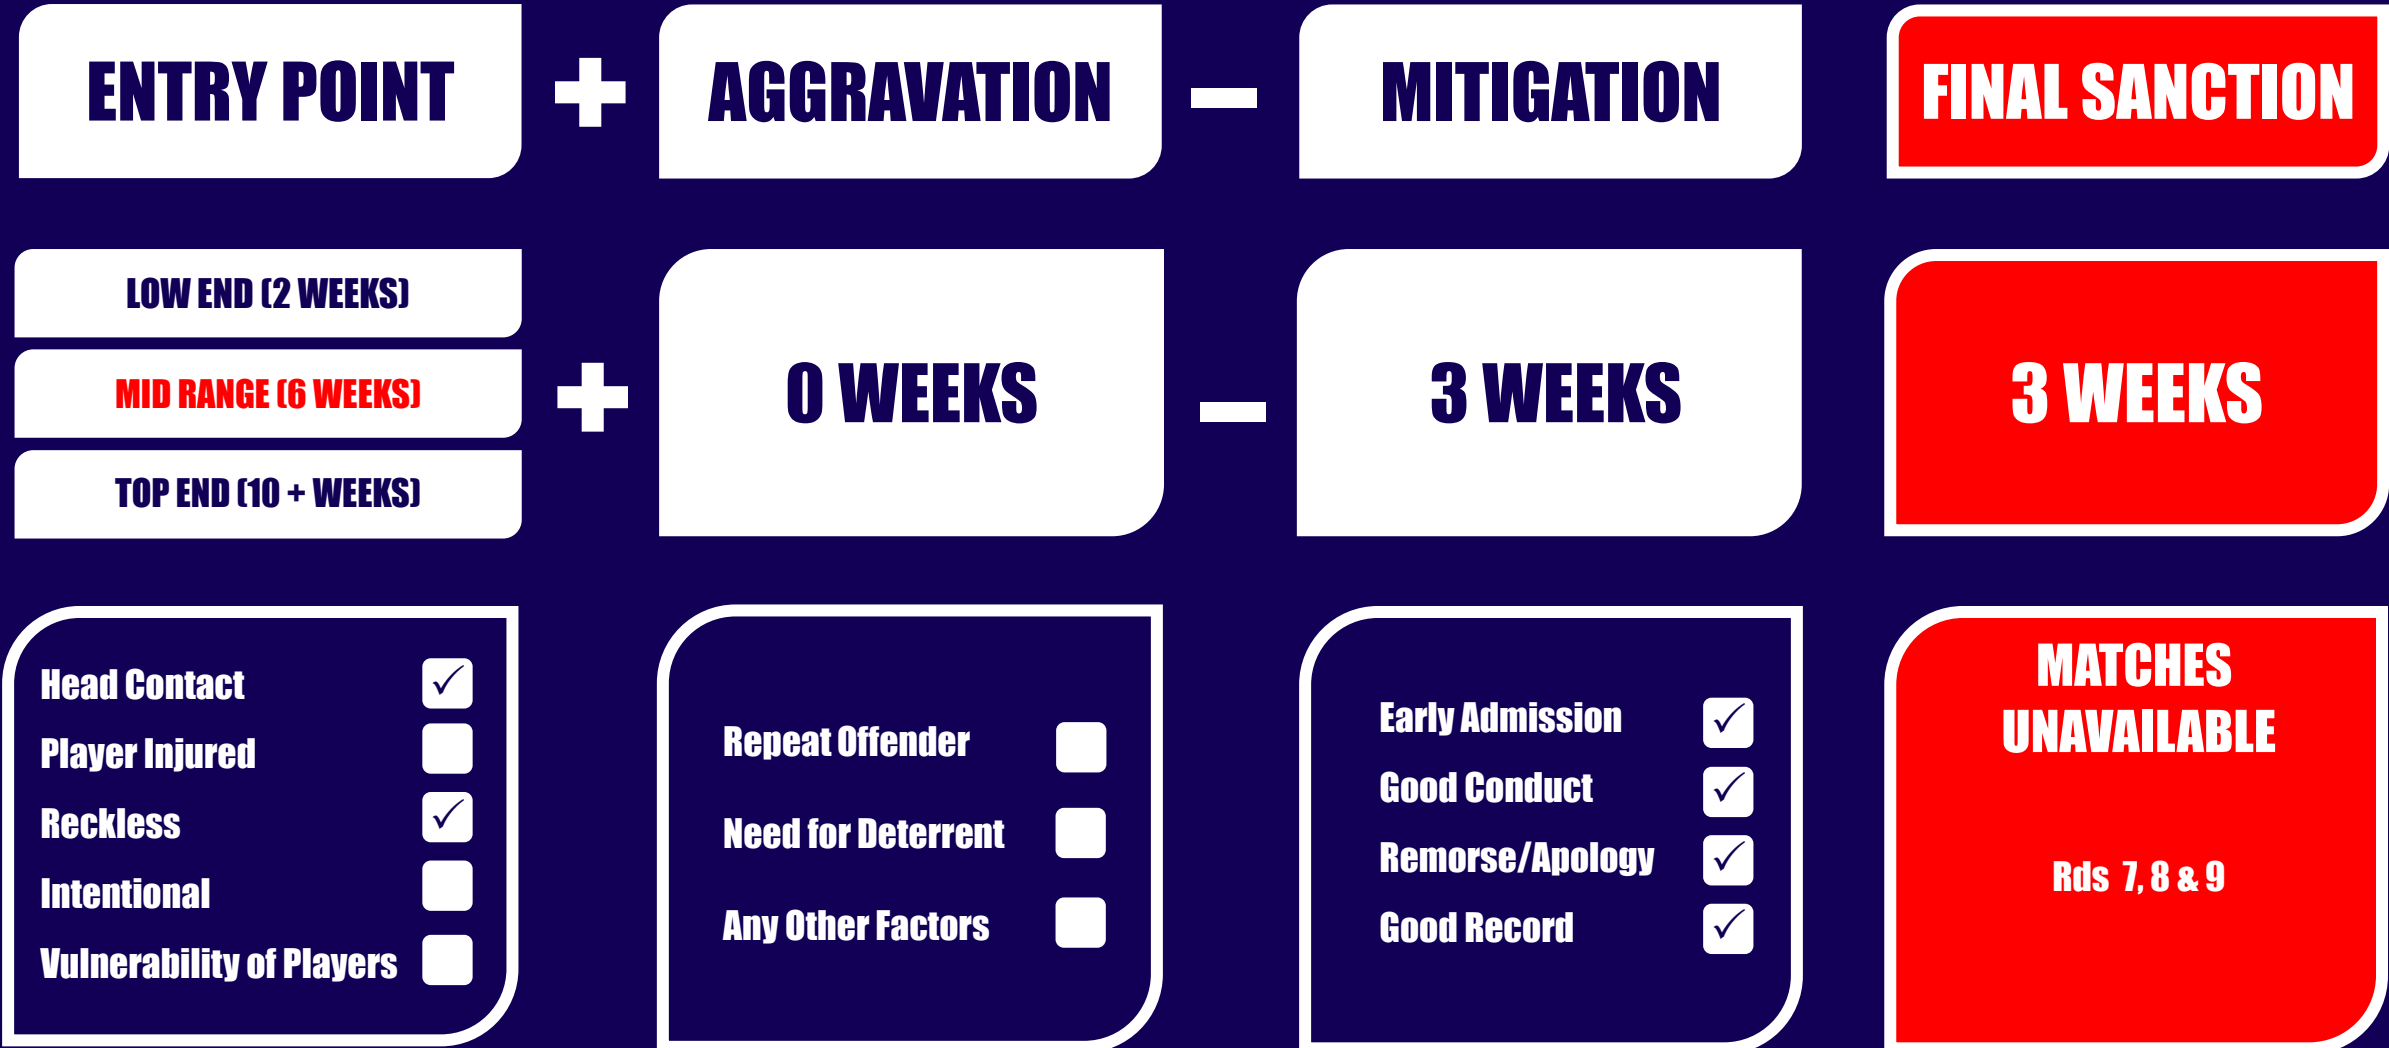 ENTRY POINT
+
AGGRAVATION
–
MITIGATION
FINAL SANCTION
LOW END (2 WEEKS)
MID RANGE (6 WEEKS)
TOP END (10 + WEEKS)
+
0 WEEKS
–
3 WEEKS
3 WEEKS
Head Contact ✓
Player Injured
Reckless ✓
Intentional
Vulnerability of Players
Repeat Offender
Need for Deterrent
Any Other Factors
Early Admission ✓
Good Conduct ✓
Remorse/Apology ✓
Good Record ✓
MATCHES
UNAVAILABLE
Rds 7, 8 & 9